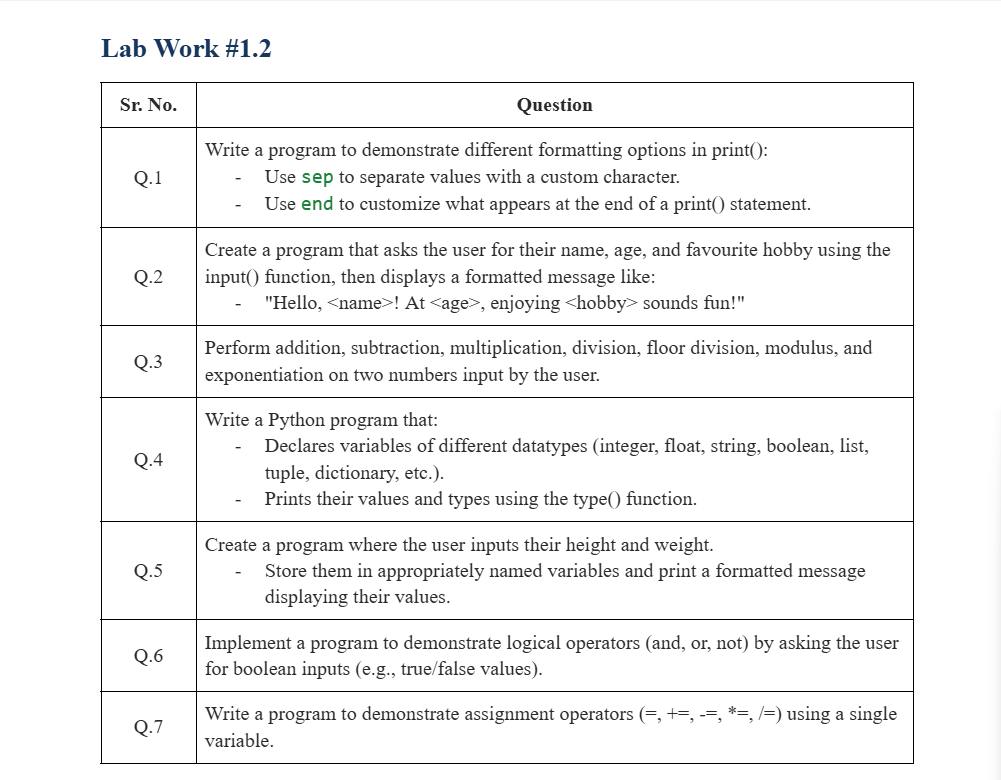 Lab Work #1.2
Sr. No. Question
Q.1
Write a program to demonstrate different formatting options in print():
- Use sep to separate values with a custom character.
- Use end to customize what appears at the end of a print() statement.
Q.2
Create a program that asks the user for their name, age, and favourite hobby using the
input() function, then displays a formatted message like:
- "Hello, <name>! At <age>, enjoying <hobby> sounds fun!"
Q.3
Perform addition, subtraction, multiplication, division, floor division, modulus, and
exponentiation on two numbers input by the user.
Q.4
Write a Python program that:
- Declares variables of different datatypes (integer, float, string, boolean, list,
tuple, dictionary, etc.).
- Prints their values and types using the type() function.
Q.5
Create a program where the user inputs their height and weight.
- Store them in appropriately named variables and print a formatted message
displaying their values.
Q.6
Implement a program to demonstrate logical operators (and, or, not) by asking the user
for boolean inputs (e.g., true/false values).
Q.7
Write a program to demonstrate assignment operators (=, +=, -=, *=, /=) using a single
variable.